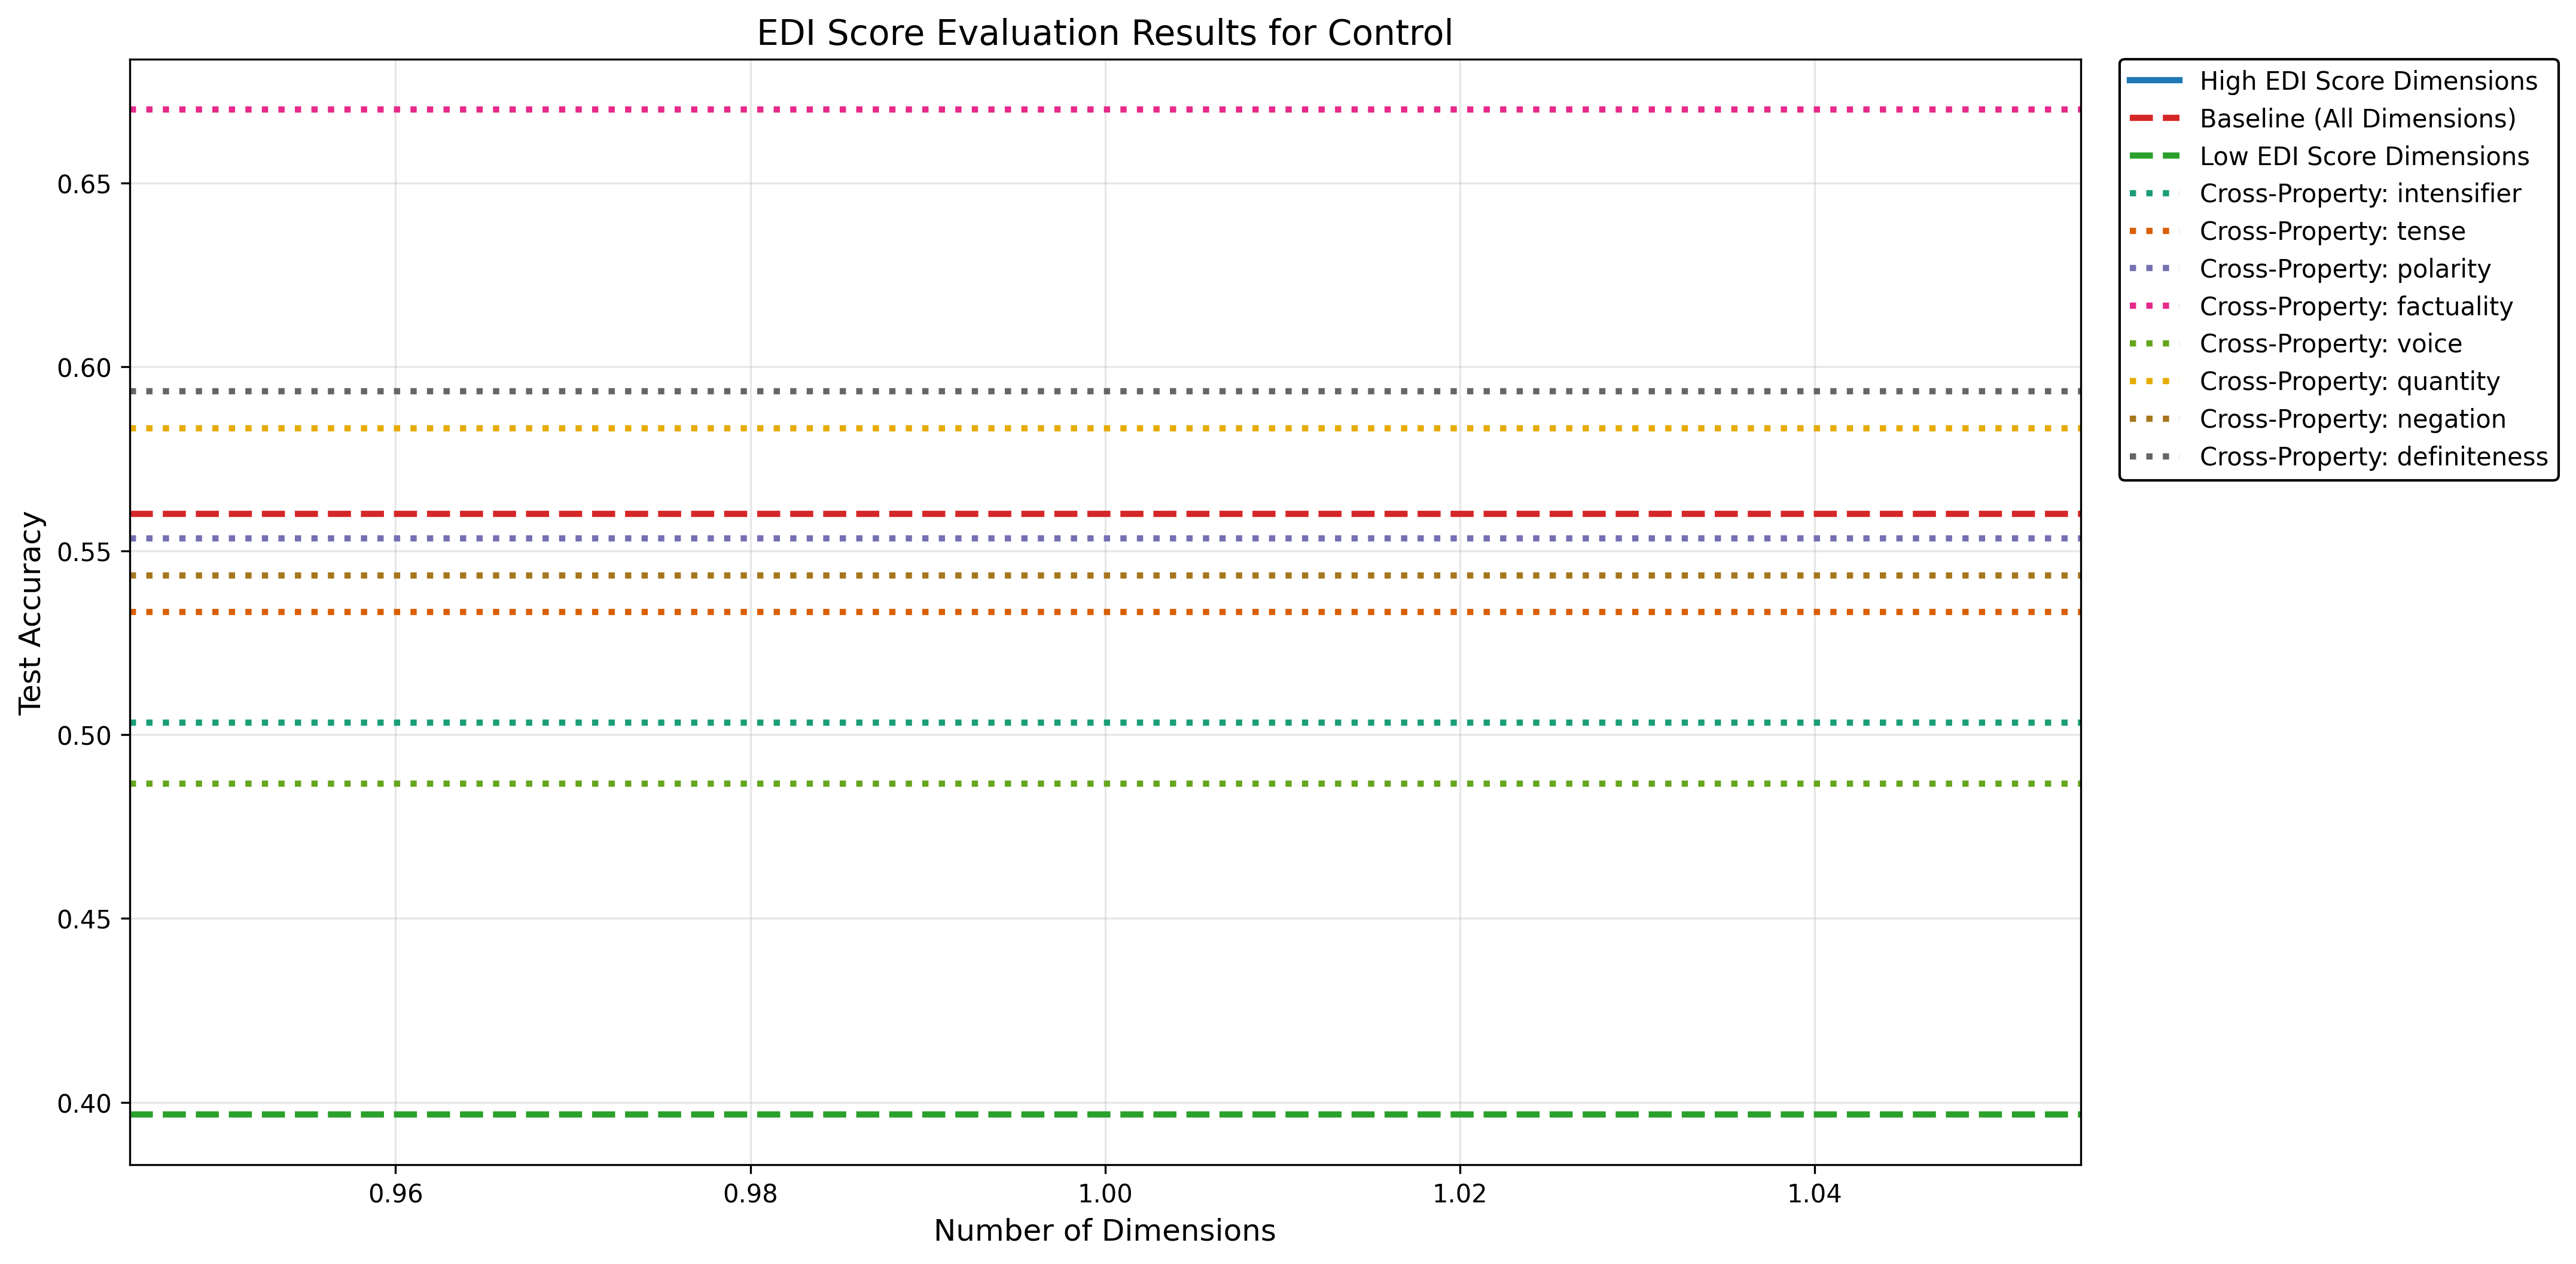 EDI Score Evaluation Results for Control
High EDI Score Dimensions
Baseline (All Dimensions)
Low EDI Score Dimensions
Cross-Property: intensifier
Cross-Property: tense
Cross-Property: polarity
Cross-Property: factuality
Cross-Property: voice
Cross-Property: quantity
Cross-Property: negation
Cross-Property: definiteness
Test Accuracy
0.65
0.60
0.55
0.50
0.45
0.40
0.96 0.98 1.00 1.02 1.04
Number of Dimensions